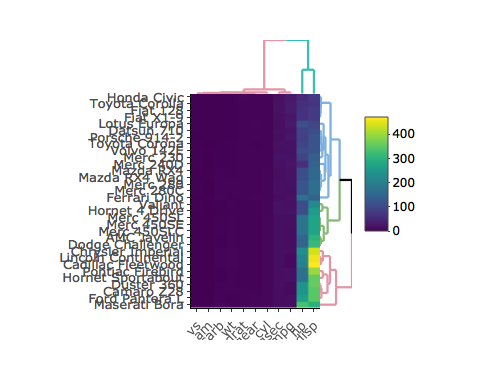 Honda Civic
Toyota Corolla
Fiat 128
Fiat X1-9
Lotus Europa
Datsun 710
Porsche 914-2
Toyota Corona
Volvo 142E
Merc 230
Merc 240D
Mazda RX4
Mazda RX4 Wag
Merc 280
Merc 280C
Ferrari Dino
Valiant
Hornet 4 Drive
Merc 450SL
Merc 450SE
Merc 450SLC
AMC Javelin
Dodge Challenger
Chrysler Imperial
Lincoln Continental
Cadillac Fleetwood
Pontiac Firebird
Hornet Sportabout
Duster 360
Camaro Z28
Ford Pantera L
Maserati Bora
400
300
200
100
0
vs
am
carb
wt
drat
gear
cyl
qsec
mpg
hp
disp